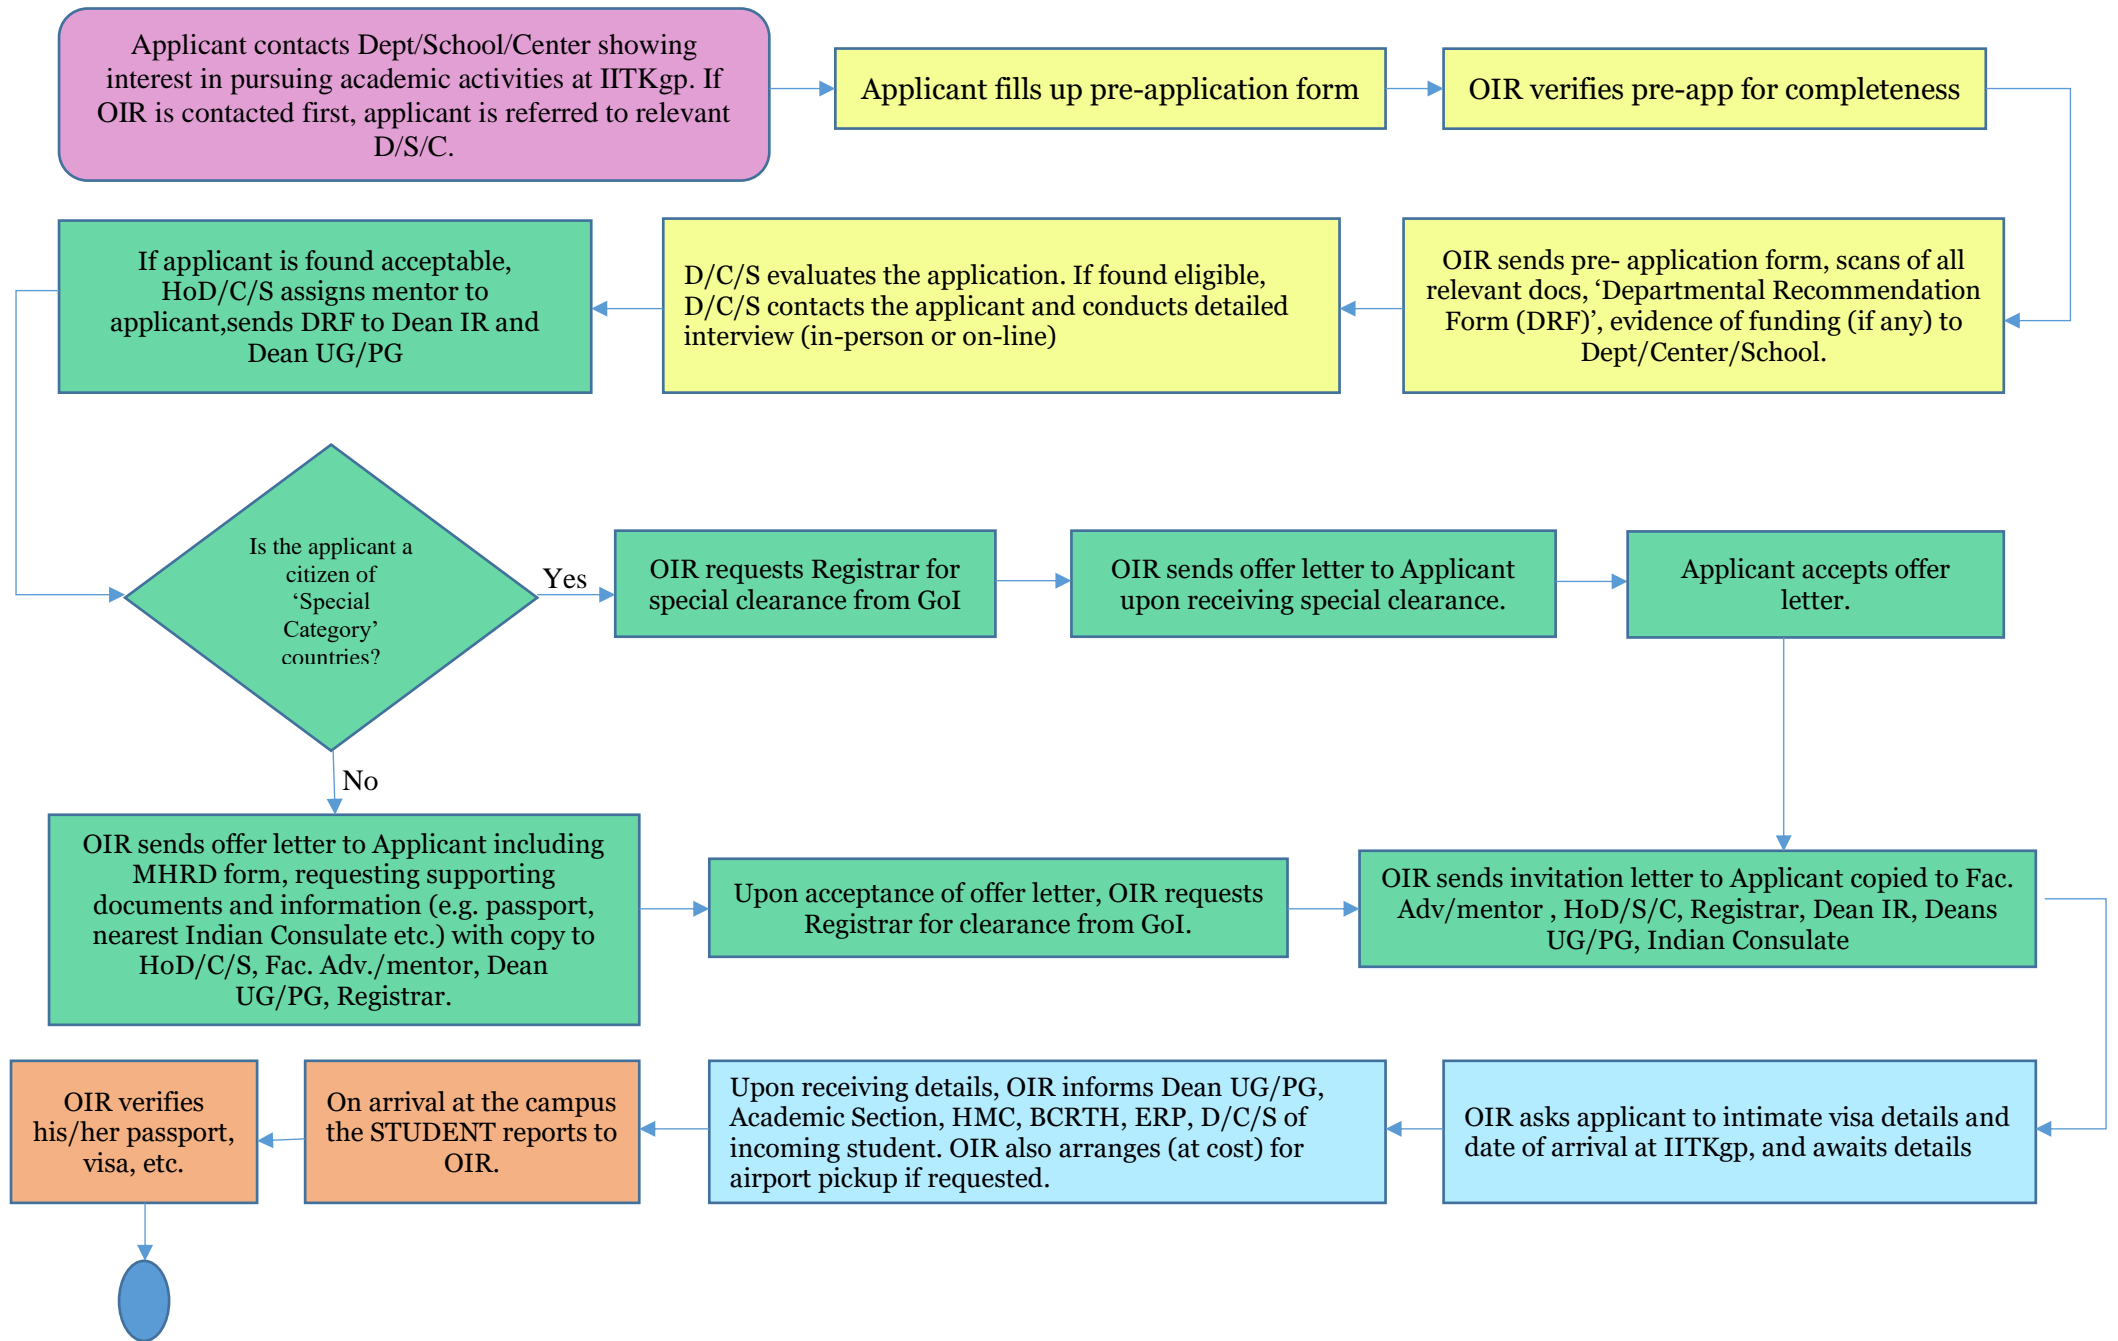 Applicant contacts Dept/School/Center showing
interest in pursuing academic activities at IITKgp. If
OIR is contacted first, applicant is referred to relevant
D/S/C.
Applicant fills up pre-application form
OIR verifies pre-app for completeness
OIR sends pre- application form, scans of all
relevant docs, ‘Departmental Recommendation
Form (DRF)’, evidence of funding (if any) to
Dept/Center/School.
D/C/S evaluates the application. If found eligible,
D/C/S contacts the applicant and conducts detailed
interview (in-person or on-line)
If applicant is found acceptable,
HoD/C/S assigns mentor to
applicant,sends DRF to Dean IR and
Dean UG/PG
Is the applicant a
citizen of
‘Special
Category’
countries?
Yes
OIR requests Registrar for
special clearance from GoI
OIR sends offer letter to Applicant
upon receiving special clearance.
Applicant accepts offer
letter.
No
OIR sends offer letter to Applicant including
MHRD form, requesting supporting
documents and information (e.g. passport,
nearest Indian Consulate etc.) with copy to
HoD/C/S, Fac. Adv./mentor, Dean
UG/PG, Registrar.
Upon acceptance of offer letter, OIR requests
Registrar for clearance from GoI.
OIR sends invitation letter to Applicant copied to Fac.
Adv/mentor , HoD/S/C, Registrar, Dean IR, Deans
UG/PG, Indian Consulate
OIR asks applicant to intimate visa details and
date of arrival at IITKgp, and awaits details
Upon receiving details, OIR informs Dean UG/PG,
Academic Section, HMC, BCRTH, ERP, D/C/S of
incoming student. OIR also arranges (at cost) for
airport pickup if requested.
On arrival at the campus
the STUDENT reports to
OIR.
OIR verifies
his/her passport,
visa, etc.